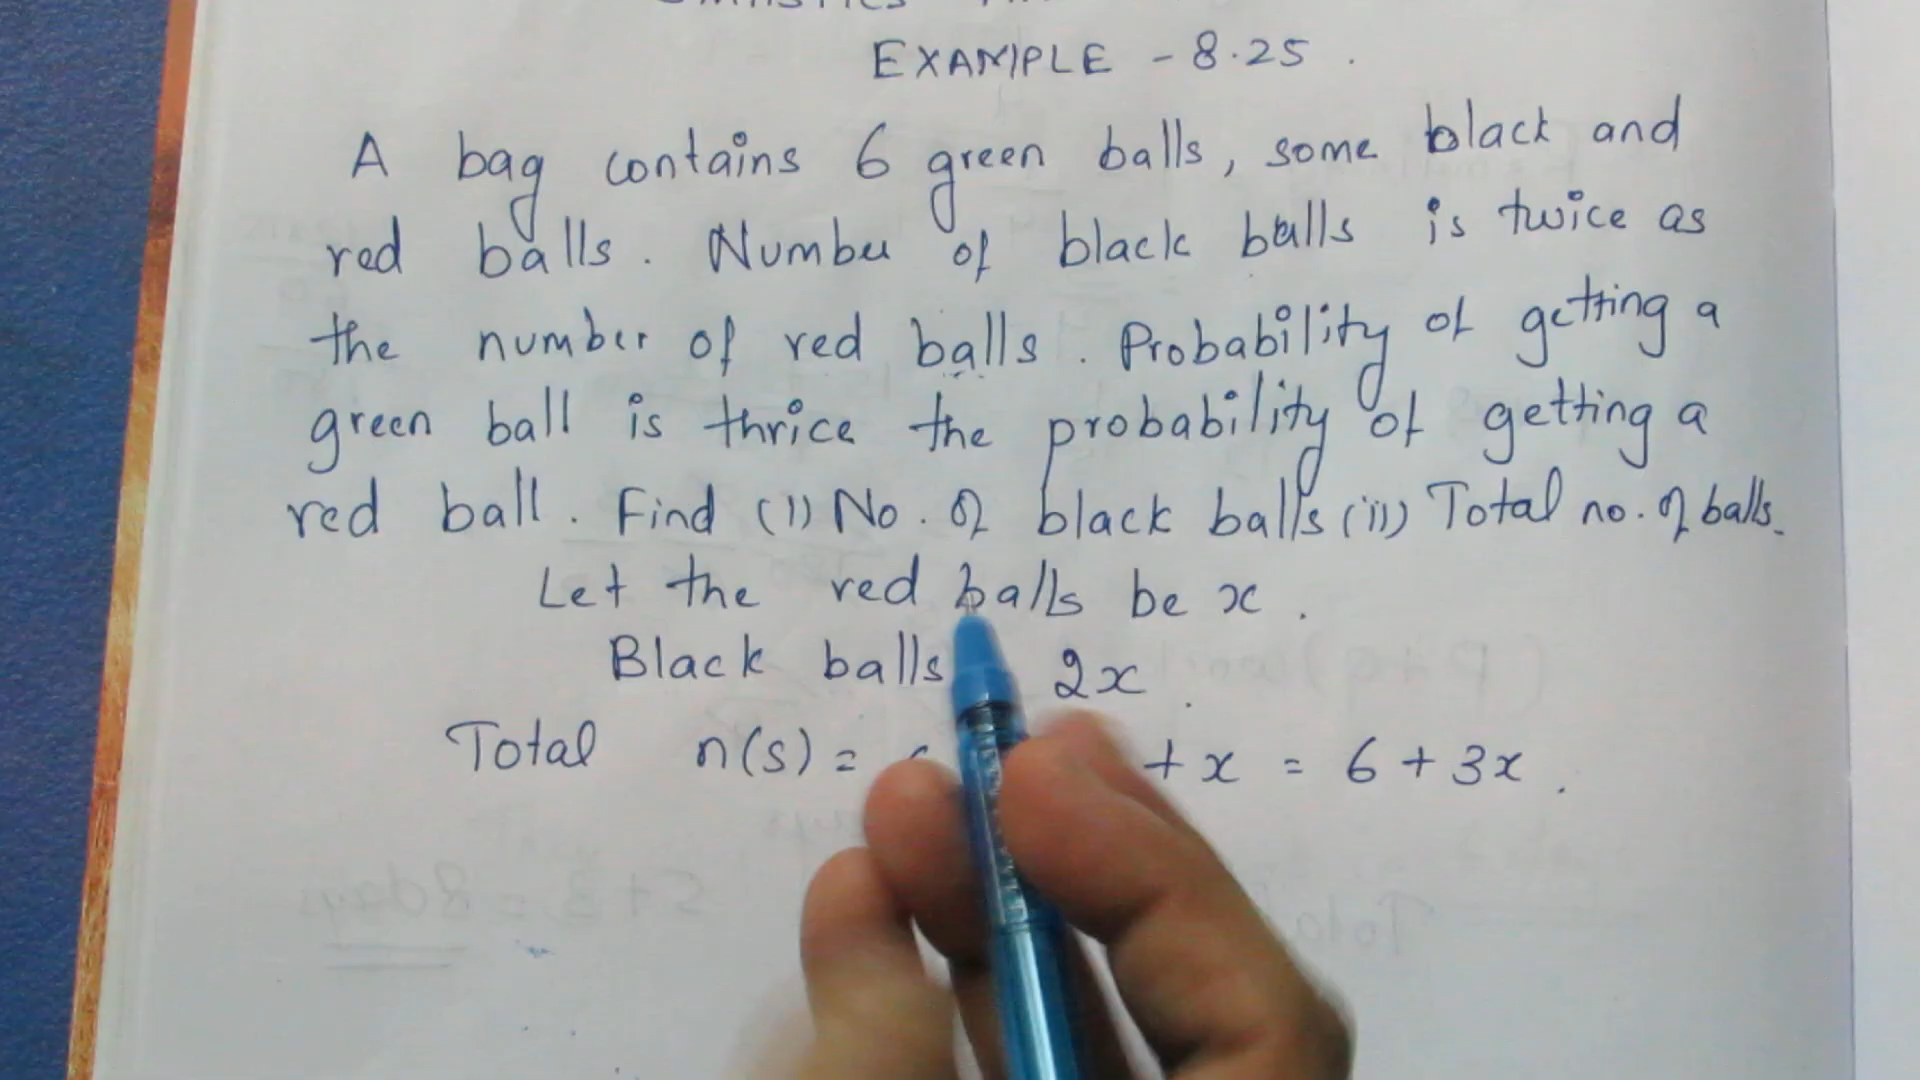 EXAMPLE - 8.25.
A bag contains 6 green balls, some black and
red balls. Number of black balls is twice as
the number of red balls. Probability of getting a
green ball is thrice the probability of getting a
red ball. Find (i) No. of black balls (ii) Total no. of balls.
Let the red balls be x.
Black balls 2x.
Total n(s) = + x = 6 + 3x.